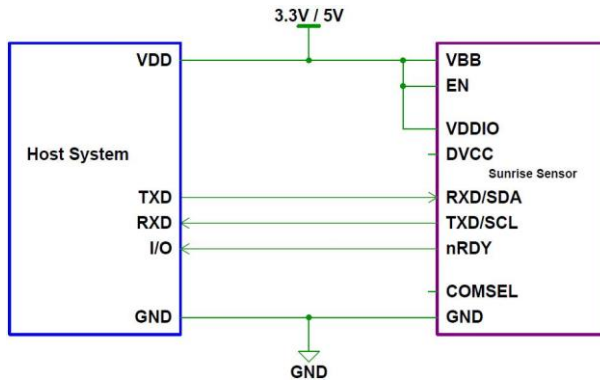 3.3V / 5V
VDD
VBB
EN
VDDIO
Host System
DVCC
Sunrise Sensor
TXD
RXD/SDA
RXD
TXD/SCL
I/O
nRDY
COMSEL
GND
GND
GND